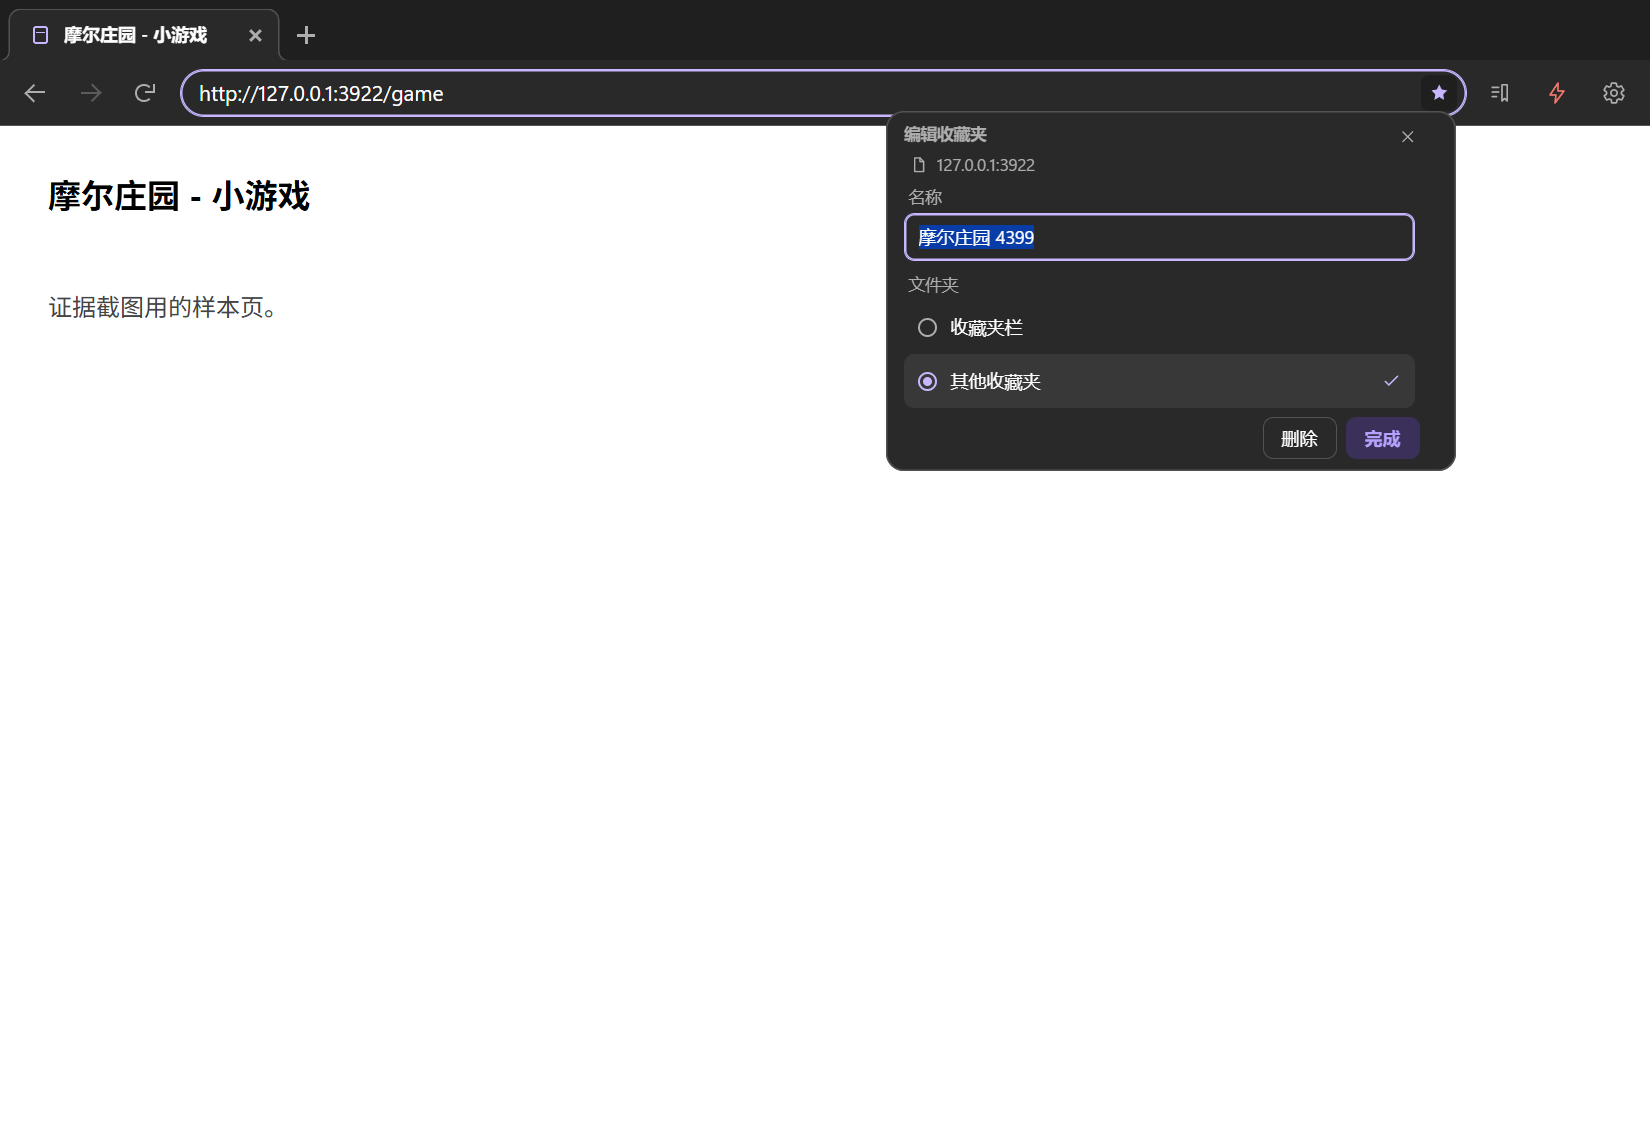 摩尔庄园 - 小游戏
http://127.0.0.1:3922/game
编辑收藏夹
127.0.0.1:3922
名称
摩尔庄园 4399
文件夹
收藏夹栏
其他收藏夹
删除 完成
摩尔庄园 - 小游戏
证据截图用的样本页。